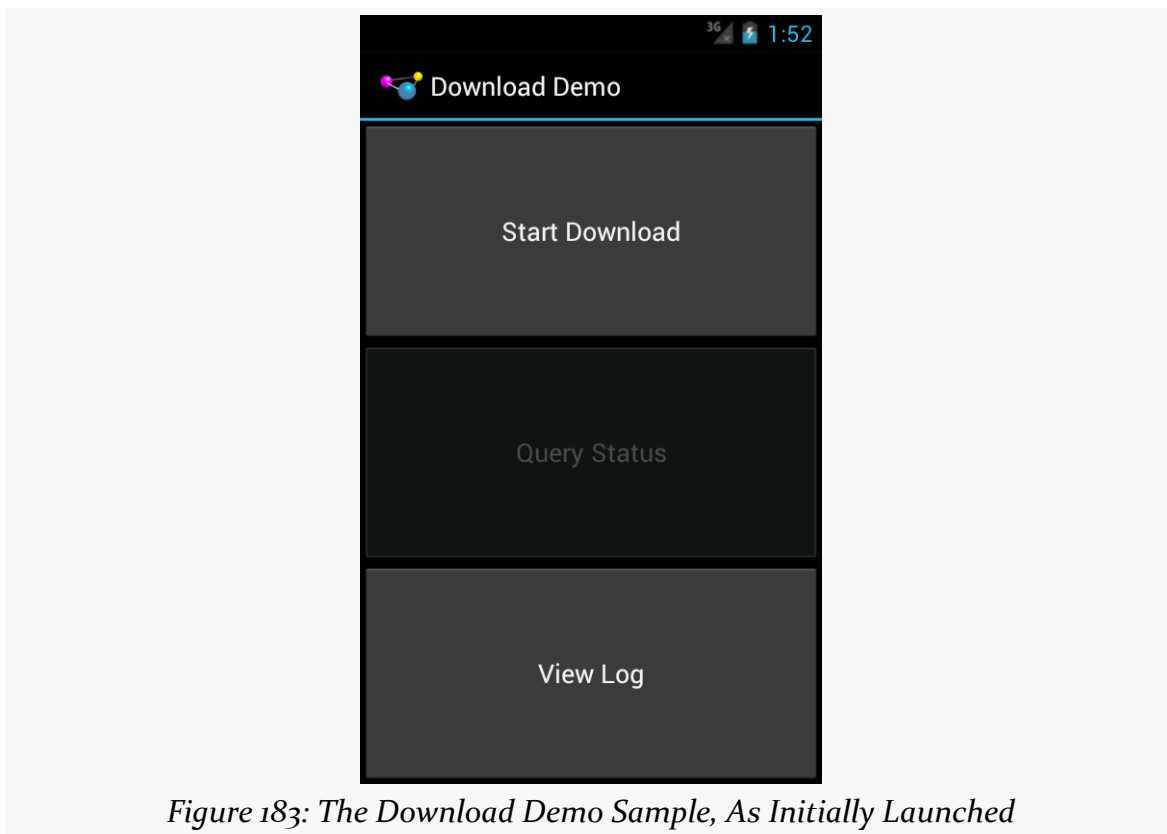 3G 1:52
Download Demo
Start Download
Query Status
View Log
Figure 183: The Download Demo Sample, As Initially Launched